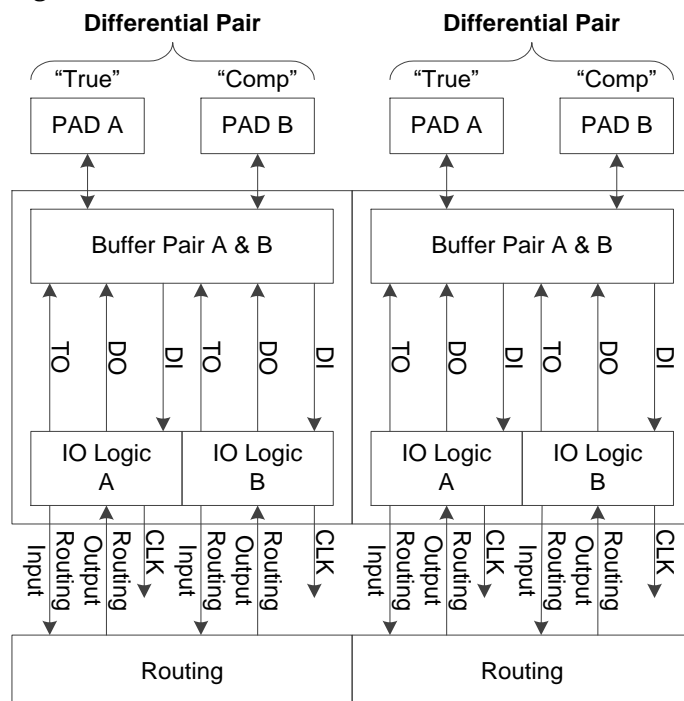 Differential Pair Differential Pair
“True” “Comp” “True” “Comp”
PAD A PAD B PAD A PAD B
Buffer Pair A & B Buffer Pair A & B
TO DO DI TO DO DI TO DO DI TO DO DI
IO Logic A IO Logic B IO Logic A IO Logic B
Routing Input Routing Output CLK Routing Input Routing Output CLK Routing Input Routing Output CLK Routing Input Routing Output CLK
Routing Routing